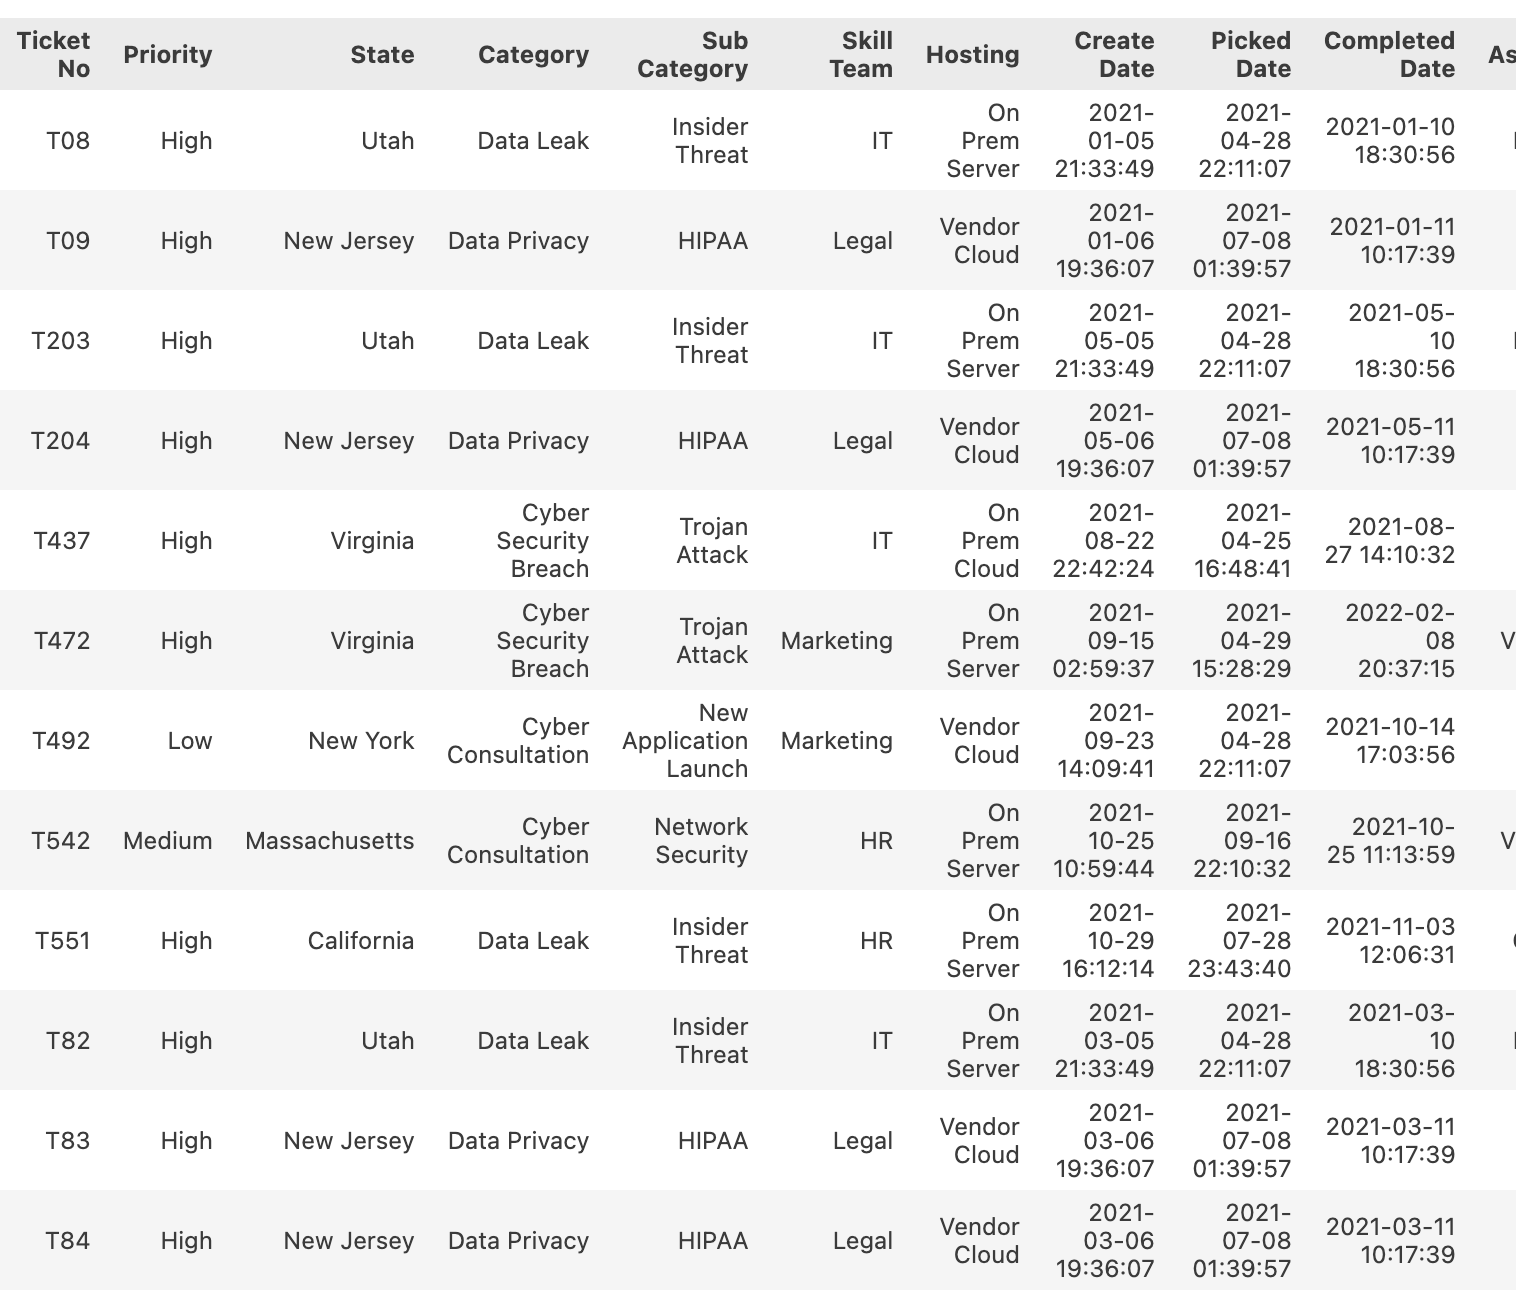 Ticket No Priority State Category Sub Category Skill Team Hosting Create Date Picked Date Completed Date As
T08 High Utah Data Leak Insider Threat IT On Prem Server 2021-01-05 21:33:49 2021-04-28 22:11:07 2021-01-10 18:30:56
T09 High New Jersey Data Privacy HIPAA Legal Vendor Cloud 2021-01-06 19:36:07 2021-07-08 01:39:57 2021-01-11 10:17:39
T203 High Utah Data Leak Insider Threat IT On Prem Server 2021-05-05 21:33:49 2021-04-28 22:11:07 2021-05-10 18:30:56
T204 High New Jersey Data Privacy HIPAA Legal Vendor Cloud 2021-05-06 19:36:07 2021-07-08 01:39:57 2021-05-11 10:17:39
T437 High Virginia Cyber Security Breach Trojan Attack IT On Prem Cloud 2021-08-22 22:42:24 2021-04-25 16:48:41 2021-08-27 14:10:32
T472 High Virginia Cyber Security Breach Trojan Attack Marketing On Prem Server 2021-09-15 02:59:37 2021-04-29 15:28:29 2022-02-08 20:37:15 V
T492 Low New York Cyber Consultation New Application Launch Marketing Vendor Cloud 2021-09-23 14:09:41 2021-04-28 22:11:07 2021-10-14 17:03:56
T542 Medium Massachusetts Cyber Consultation Network Security HR On Prem Server 2021-10-25 10:59:44 2021-09-16 22:10:32 2021-10-25 11:13:59 V
T551 High California Data Leak Insider Threat HR On Prem Server 2021-10-29 16:12:14 2021-07-28 23:43:40 2021-11-03 12:06:31
T82 High Utah Data Leak Insider Threat IT On Prem Server 2021-03-05 21:33:49 2021-04-28 22:11:07 2021-03-10 18:30:56
T83 High New Jersey Data Privacy HIPAA Legal Vendor Cloud 2021-03-06 19:36:07 2021-07-08 01:39:57 2021-03-11 10:17:39
T84 High New Jersey Data Privacy HIPAA Legal Vendor Cloud 2021-03-06 19:36:07 2021-07-08 01:39:57 2021-03-11 10:17:39